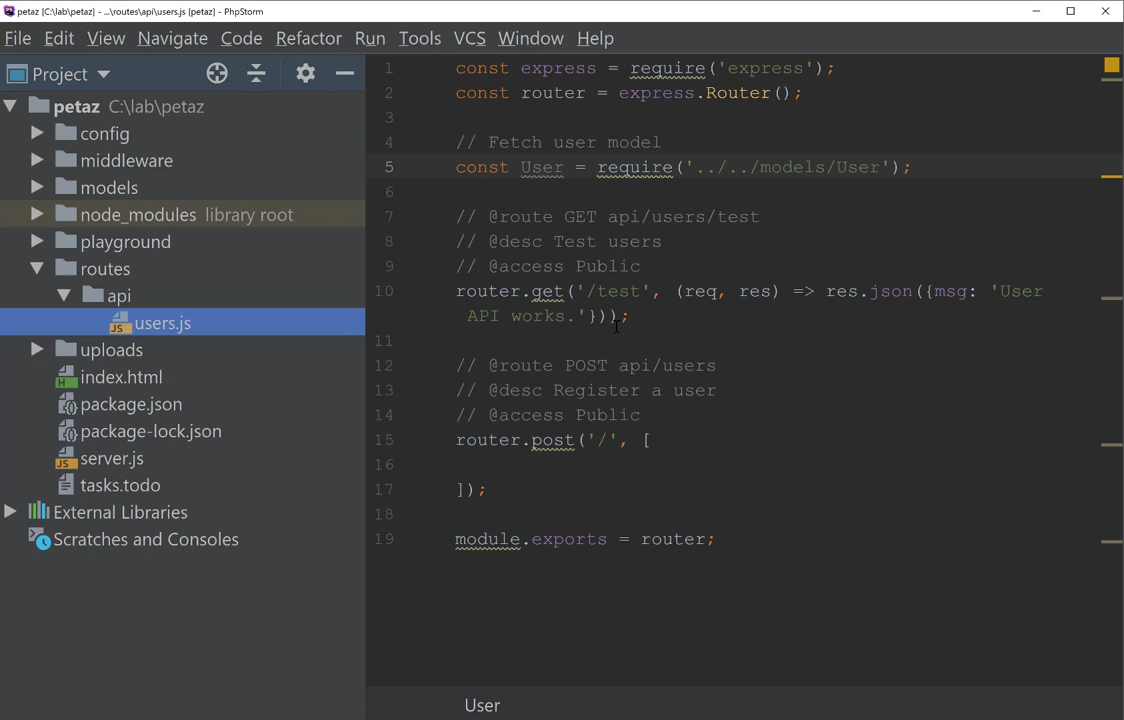 petaz [C:\lab\petaz] - ...\routes\api\users.js [petaz] - PhpStorm
File Edit View Navigate Code Refactor Run Tools VCS Window Help
Project
petaz C:\lab\petaz
config
middleware
models
node_modules library root
playground
routes
api
users.js
uploads
index.html
package.json
package-lock.json
server.js
tasks.todo
External Libraries
Scratches and Consoles
1 const express = require('express');
2 const router = express.Router();
3
4 // Fetch user model
5 const User = require('../../models/User');
6
7 // @route GET api/users/test
8 // @desc Test users
9 // @access Public
10 router.get('/test', (req, res) => res.json({msg: 'User
API works.'}));
11
12 // @route POST api/users
13 // @desc Register a user
14 // @access Public
15 router.post('/', [
16
17 ]);
18
19 module.exports = router;
User